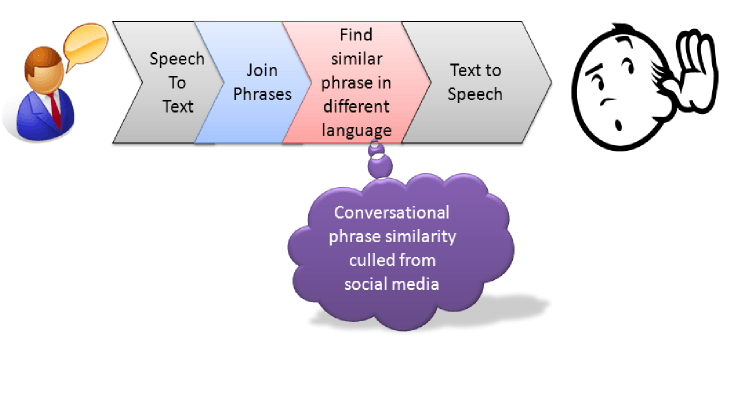 Speech
To
Text
Join
Phrases
Find
similar
phrase in
different
language
Text to
Speech
Conversational
phrase similarity
culled from
social media